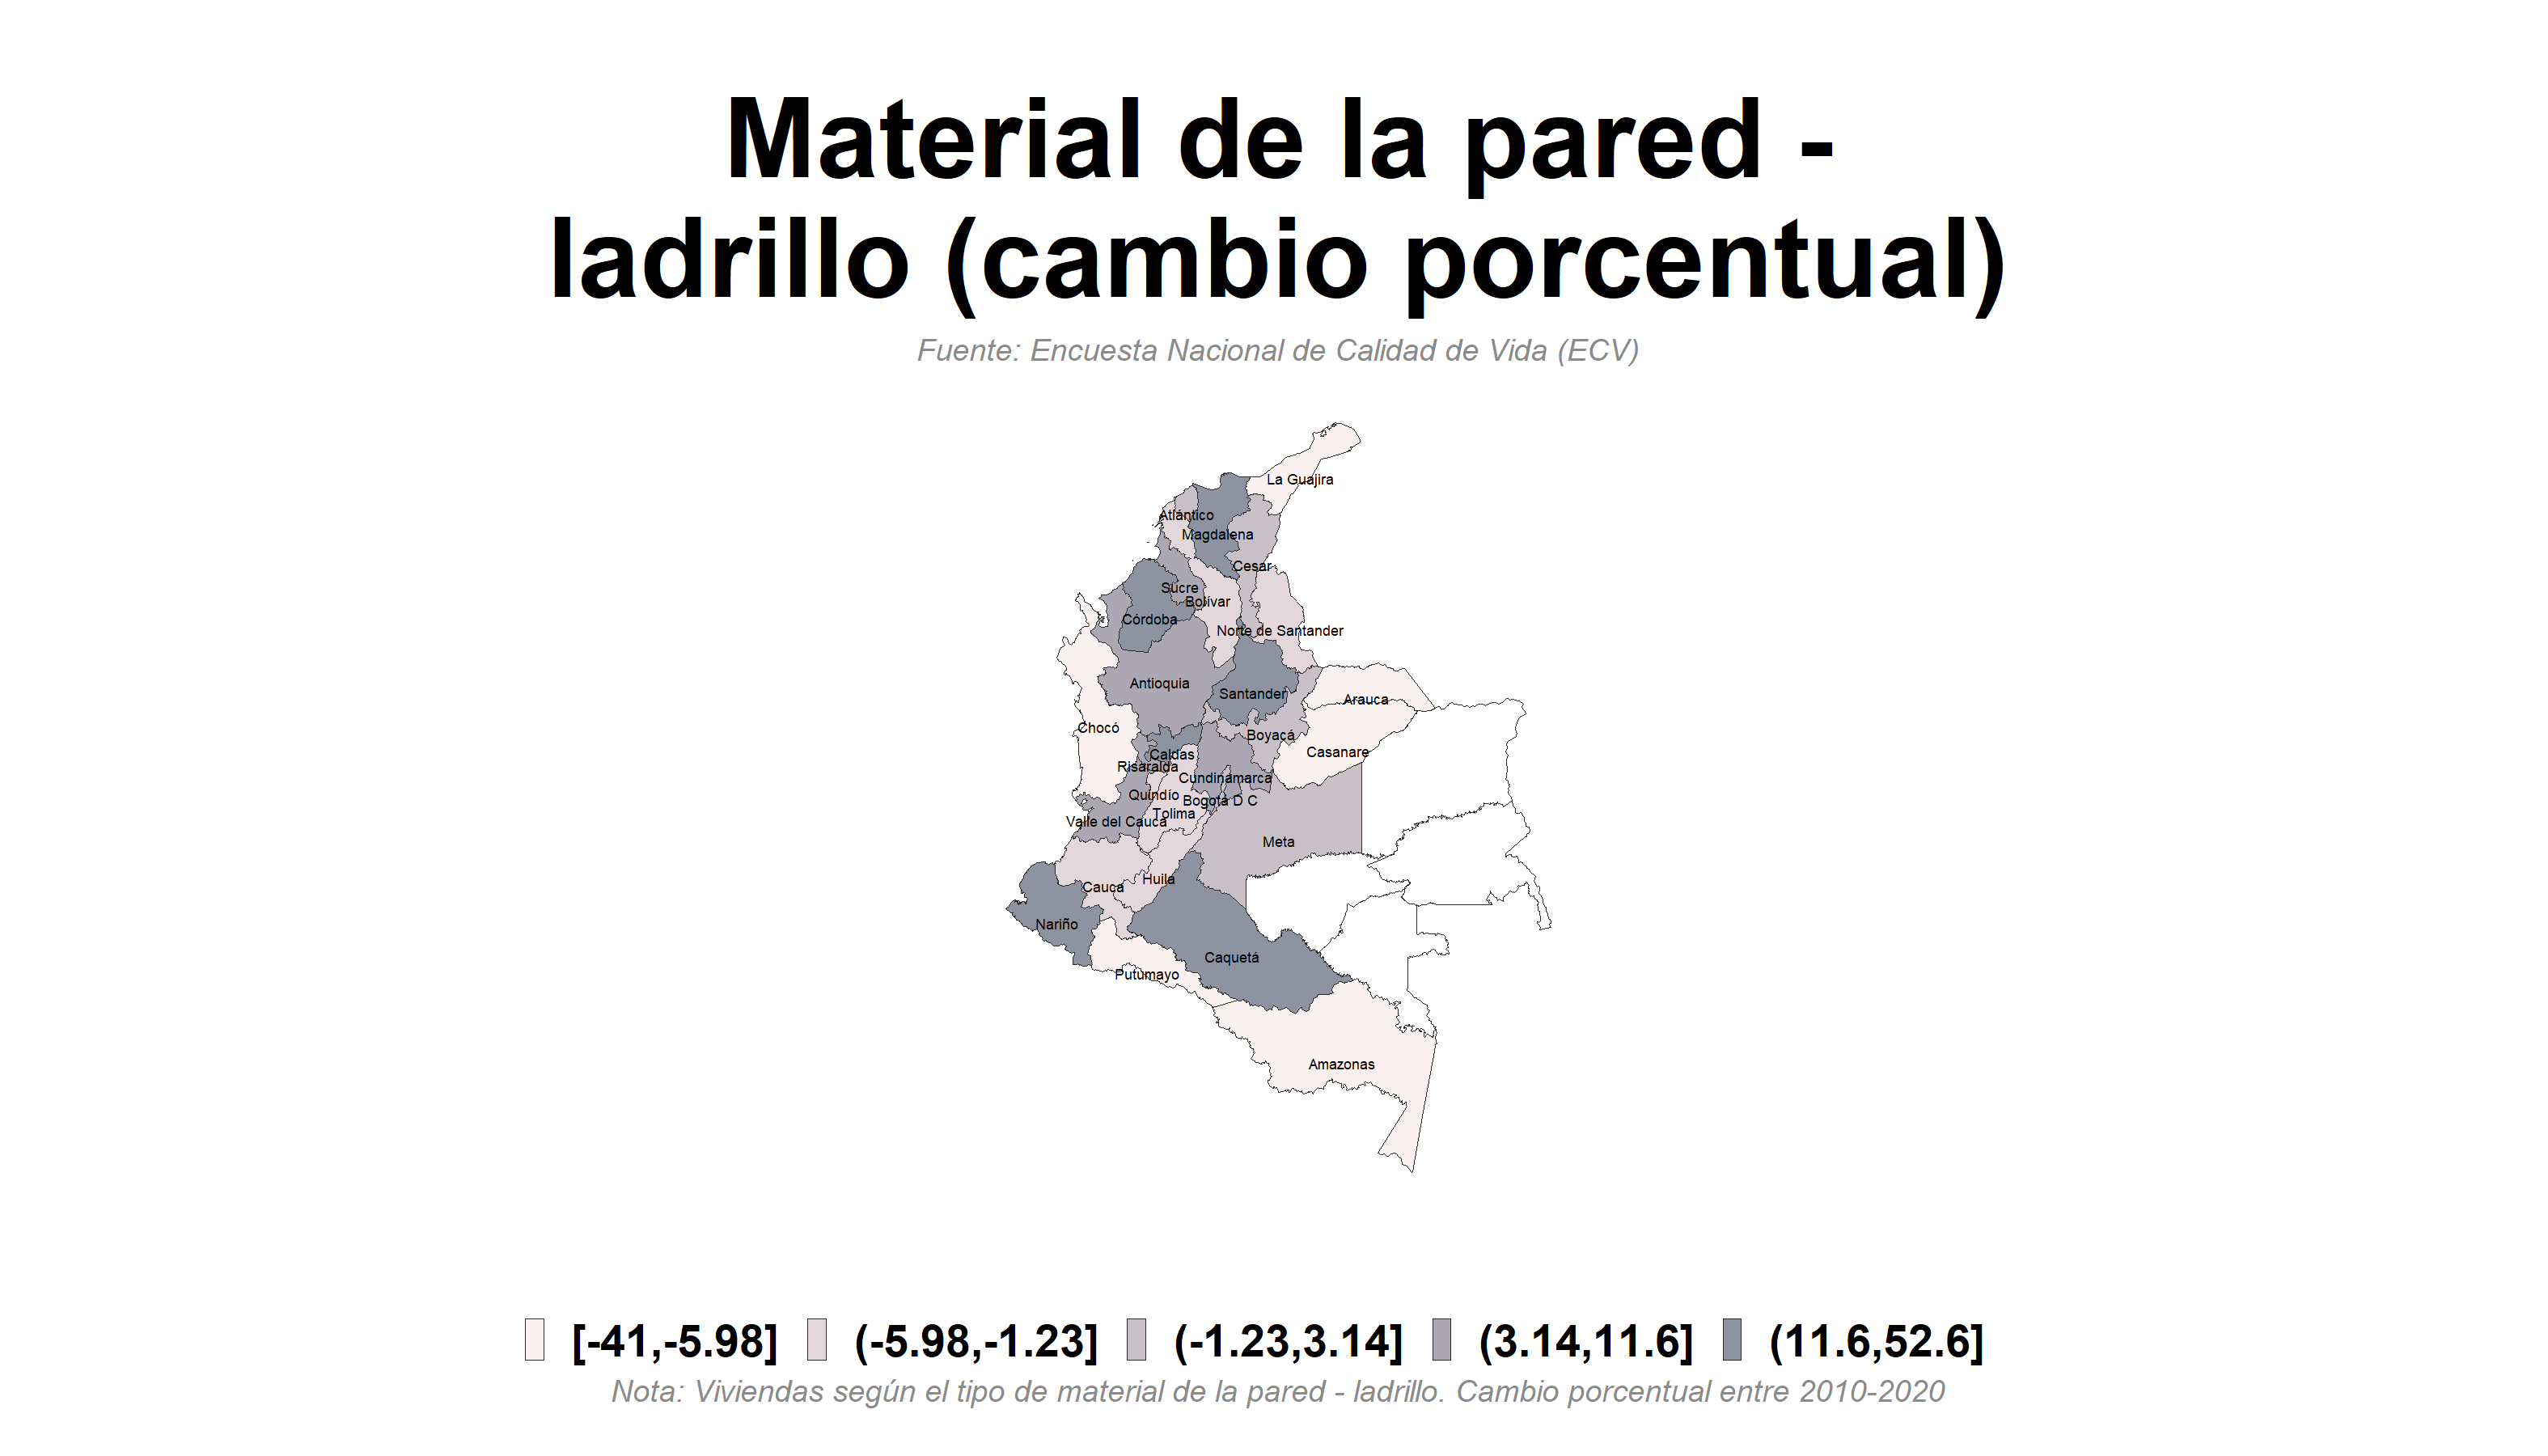 Material de la pared -
ladrillo (cambio porcentual)
Fuente: Encuesta Nacional de Calidad de Vida (ECV)
La Guajira
Atlántico
Magdalena
Cesar
Sucre
Bolívar
Córdoba
Norte de Santander
Antioquia
Santander
Arauca
Chocó
Boyacá
Casanare
Caldas
Risaralda
Cundinamarca
Quindío
Bogotá D C
Tolima
Valle del Cauca
Meta
Huila
Cauca
Nariño
Caquetá
Putumayo
Amazonas
[-41,-5.98] (-5.98,-1.23] (-1.23,3.14] (3.14,11.6] (11.6,52.6]
Nota: Viviendas según el tipo de material de la pared - ladrillo. Cambio porcentual entre 2010-2020